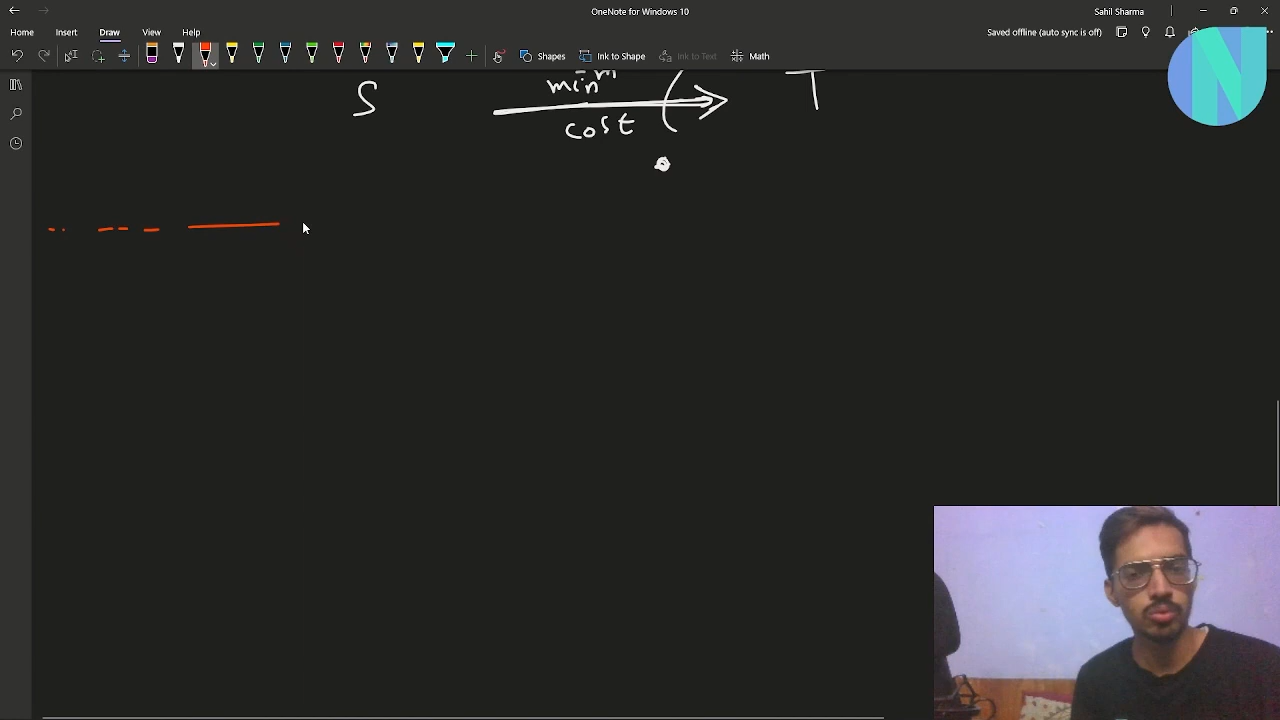 OneNote for Windows 10
Sahil Sharma
Home Insert Draw View Help
Saved offline (auto sync is off)
Shapes Ink to Shape Ink to Text Math
S min T
cost
N